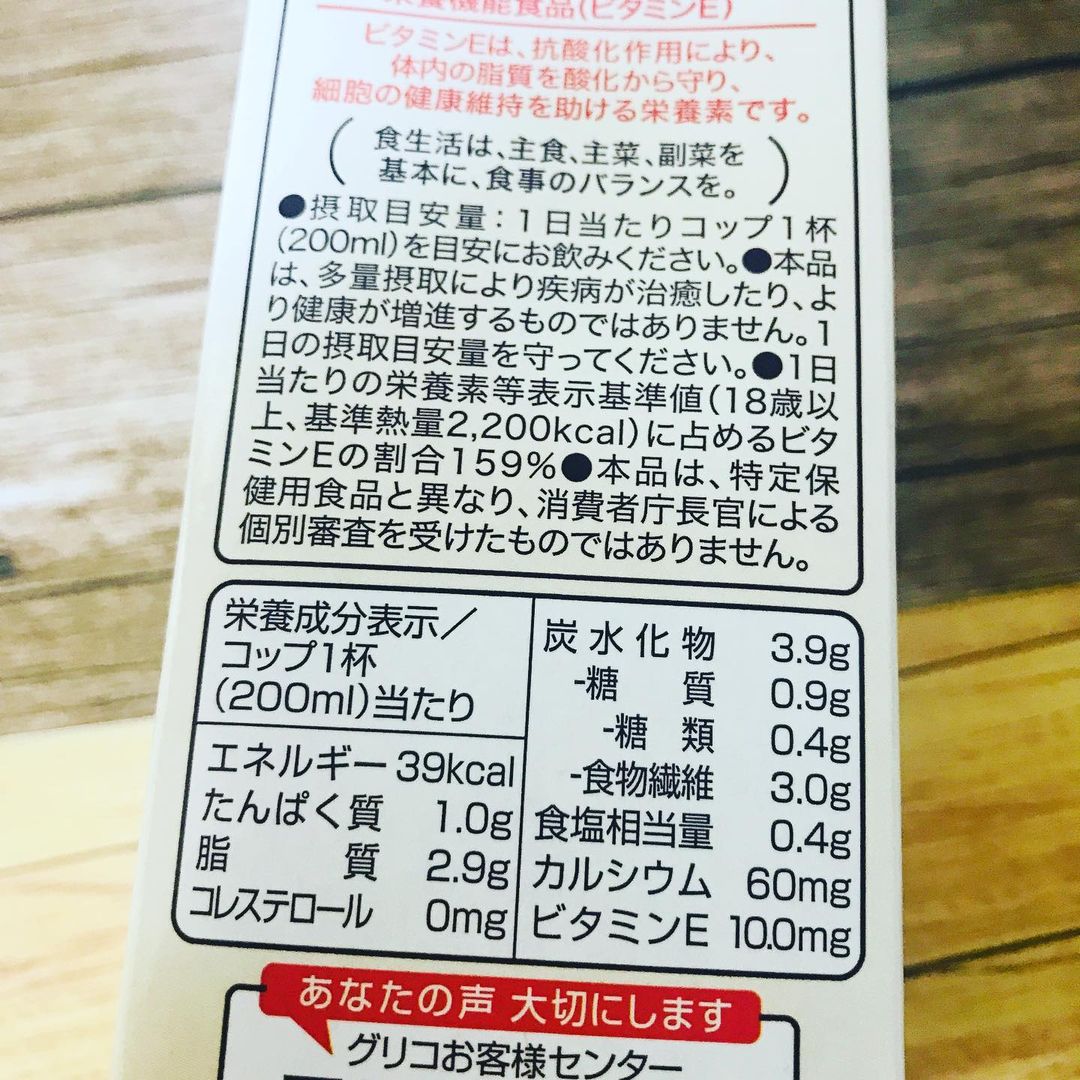 栄養機能食品(ビタミンE)
ビタミンEは、抗酸化作用により、
体内の脂質を酸化から守り、
細胞の健康維持を助ける栄養素です。
(食生活は、主食、主菜、副菜を
基本に、食事のバランスを。)
●摂取目安量:1日当たりコップ1杯
(200ml)を目安にお飲みください。●本品
は、多量摂取により疾病が治癒したり、よ
り健康が増進するものではありません。1
日の摂取目安量を守ってください。●1日
当たりの栄養素等表示基準値(18歳以
上、基準熱量2,200kcal)に占めるビタ
ミンEの割合159%●本品は、特定保
健用食品と異なり、消費者庁長官による
個別審査を受けたものではありません。
栄養成分表示/
コップ1杯
(200ml)当たり
エネルギー 39kcal
たんぱく質 1.0g
脂質 2.9g
コレステロール 0mg
炭水化物 3.9g
-糖質 0.9g
-糖類 0.4g
-食物繊維 3.0g
食塩相当量 0.4g
カルシウム 60mg
ビタミンE 10.0mg
あなたの声 大切にします
グリコお客様センター